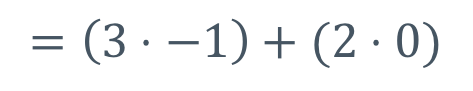 = (3 · −1) + (2 · 0)